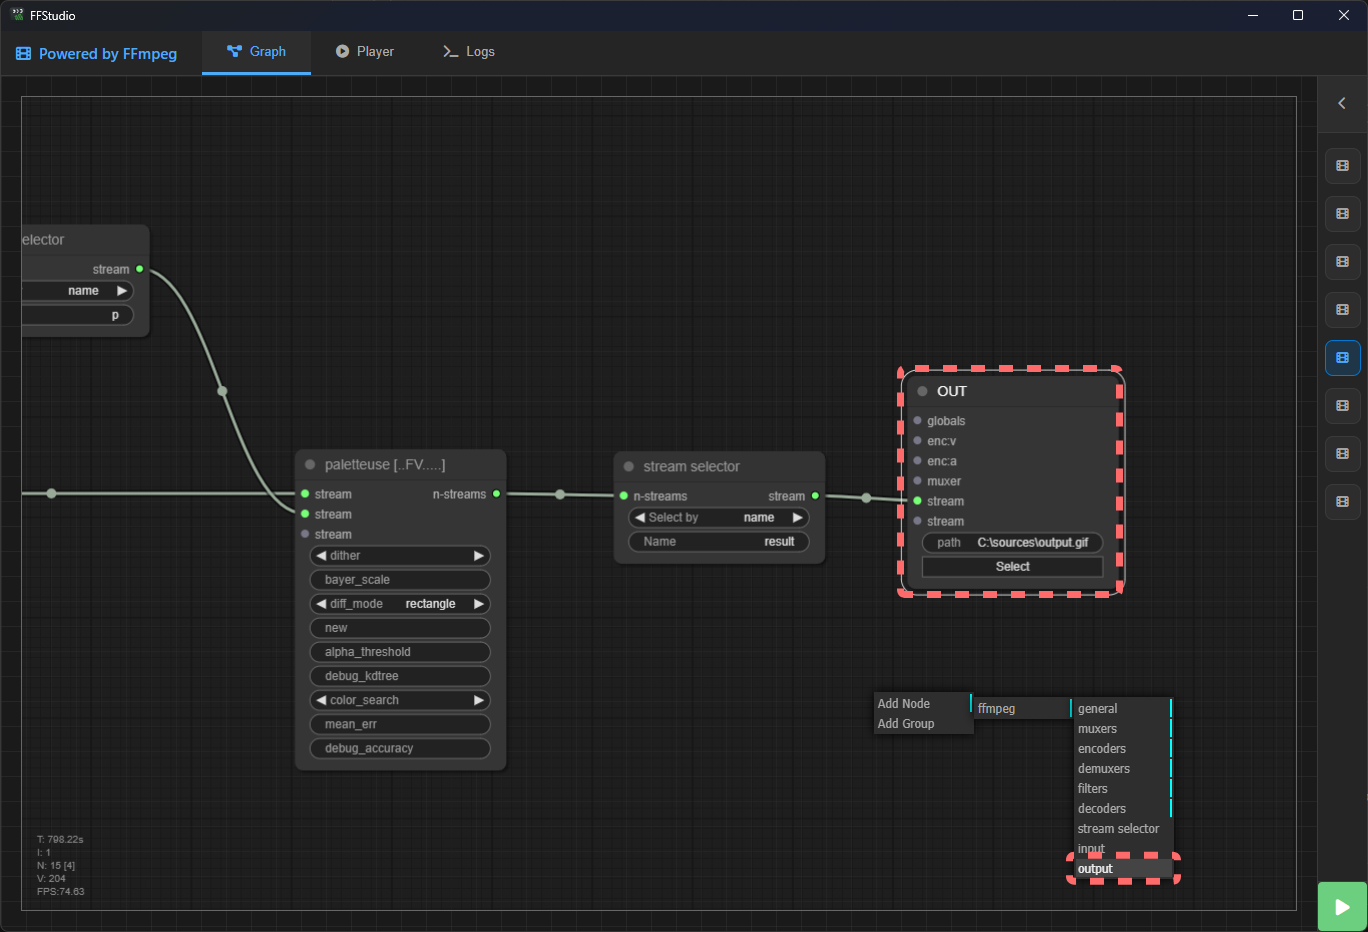 FFStudio
Powered by FFmpeg
Graph
Player
Logs
elector
stream
name
p
paletteuse [..FV.....]
stream
n-streams
stream
stream
dither
bayer_scale
diff_mode rectangle
new
alpha_threshold
debug_kdtree
color_search
mean_err
debug_accuracy
stream selector
n-streams
stream
Select by name
Name result
OUT
globals
enc:v
enc:a
muxer
stream
stream
path C:\sources\output.gif
Select
Add Node
Add Group
ffmpeg
general
muxers
encoders
demuxers
filters
decoders
stream selector
input
output
T: 798.22s
I: 1
N: 15 [4]
V: 204
FPS:74.63